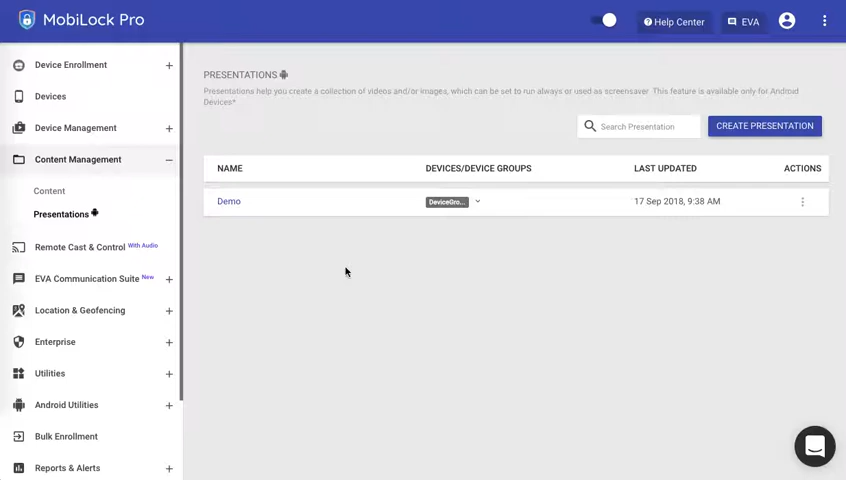 MobiLock Pro
Help Center
EVA
Device Enrollment
Devices
Device Management
Content Management
Content
Presentations
Remote Cast & Control With Audio
EVA Communication Suite New
Location & Geofencing
Enterprise
Utilities
Android Utilities
Bulk Enrollment
Reports & Alerts
PRESENTATIONS
Presentations help you create a collection of videos and/or images, which can be set to run always or used as screensaver. This feature is available only for Android
Devices*
Search Presentation
CREATE PRESENTATION
NAME DEVICES/DEVICE GROUPS LAST UPDATED ACTIONS
Demo DeviceGro... 17 Sep 2018, 9:38 AM